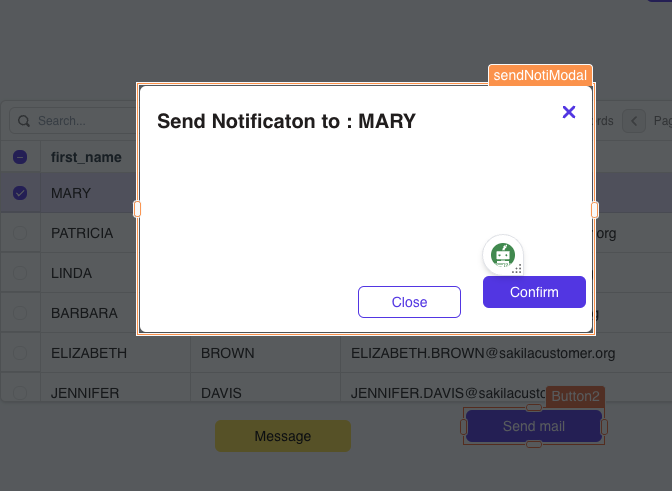 sendNotiModal
Send Notificaton to : MARY
Search...
rds
Pag
first_name
MARY
PATRICIA
org
LINDA
BARBARA
Close
Confirm
ELIZABETH BROWN ELIZABETH.BROWN@sakilacustomer.org
JENNIFER DAVIS JENNIFER.DAVIS@sakilacusto
Button2
Message
Send mail